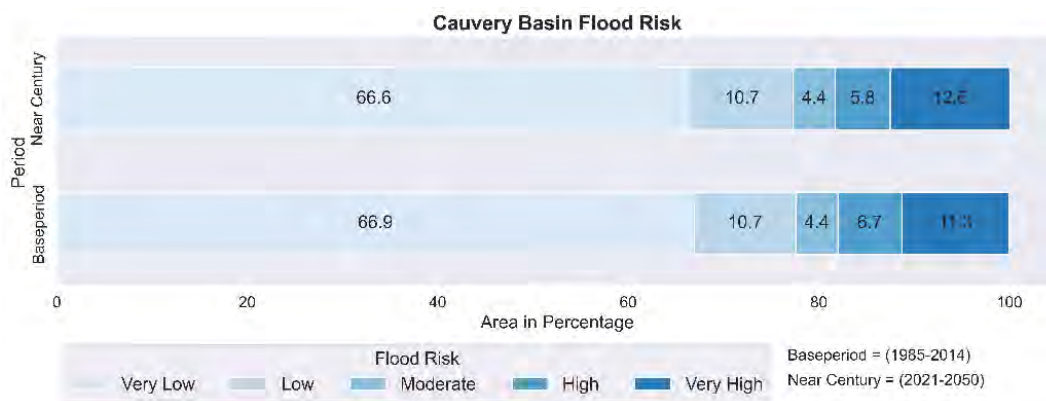 Cauvery Basin Flood Risk
Near Century
66.6 10.7 4.4 5.8
Period
Baseperiod
66.9 10.7 4.4 6.7 11.3
0 20 40 60 80 100
Area in Percentage
Flood Risk
Very Low Low Moderate High Very High
Baseperiod = (1985-2014)
Near Century = (2021-2050)